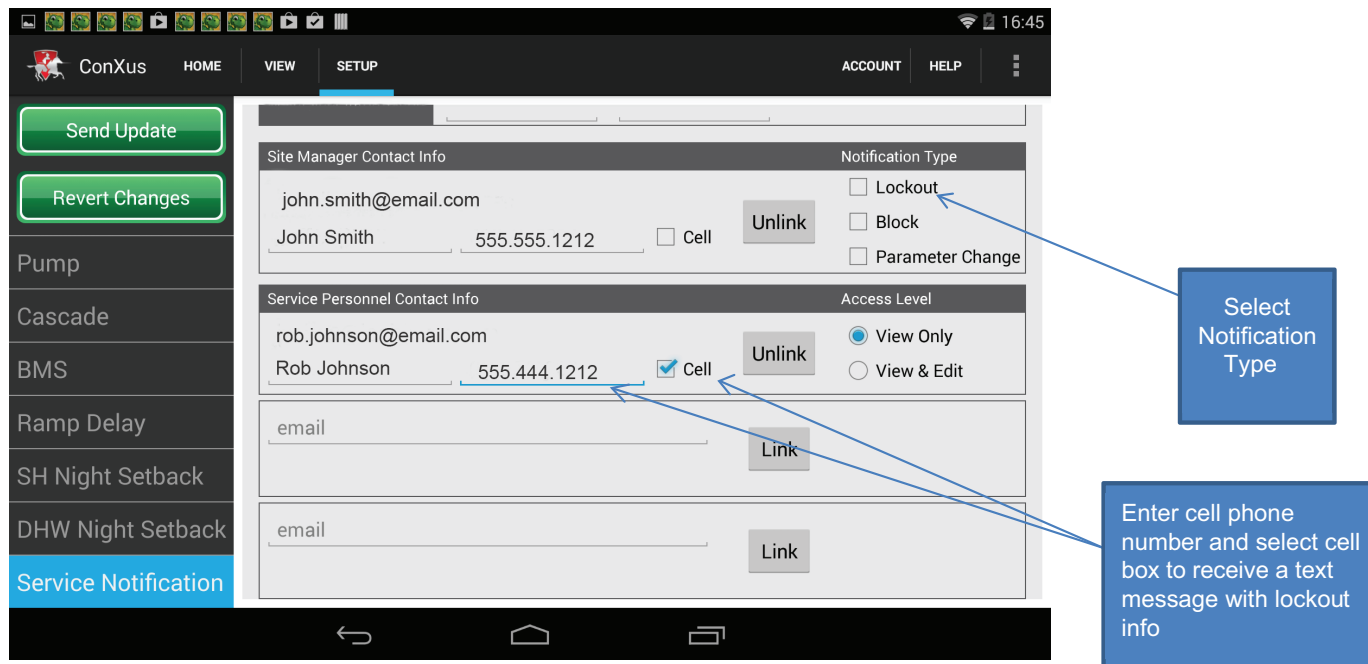 16:45
ConXus HOME VIEW SETUP ACCOUNT HELP
Send Update
Revert Changes
Pump
Cascade
BMS
Ramp Delay
SH Night Setback
DHW Night Setback
Service Notification
Site Manager Contact Info Notification Type
john.smith@email.com
John Smith 555.555.1212 Cell Unlink
Lockout
Block
Parameter Change
Service Personnel Contact Info Access Level
rob.johnson@email.com
Rob Johnson 555.444.1212 Cell Unlink
View Only
View & Edit
email
Link
email
Link
Select
Notification
Type
Enter cell phone
number and select cell
box to receive a text
message with lockout
info